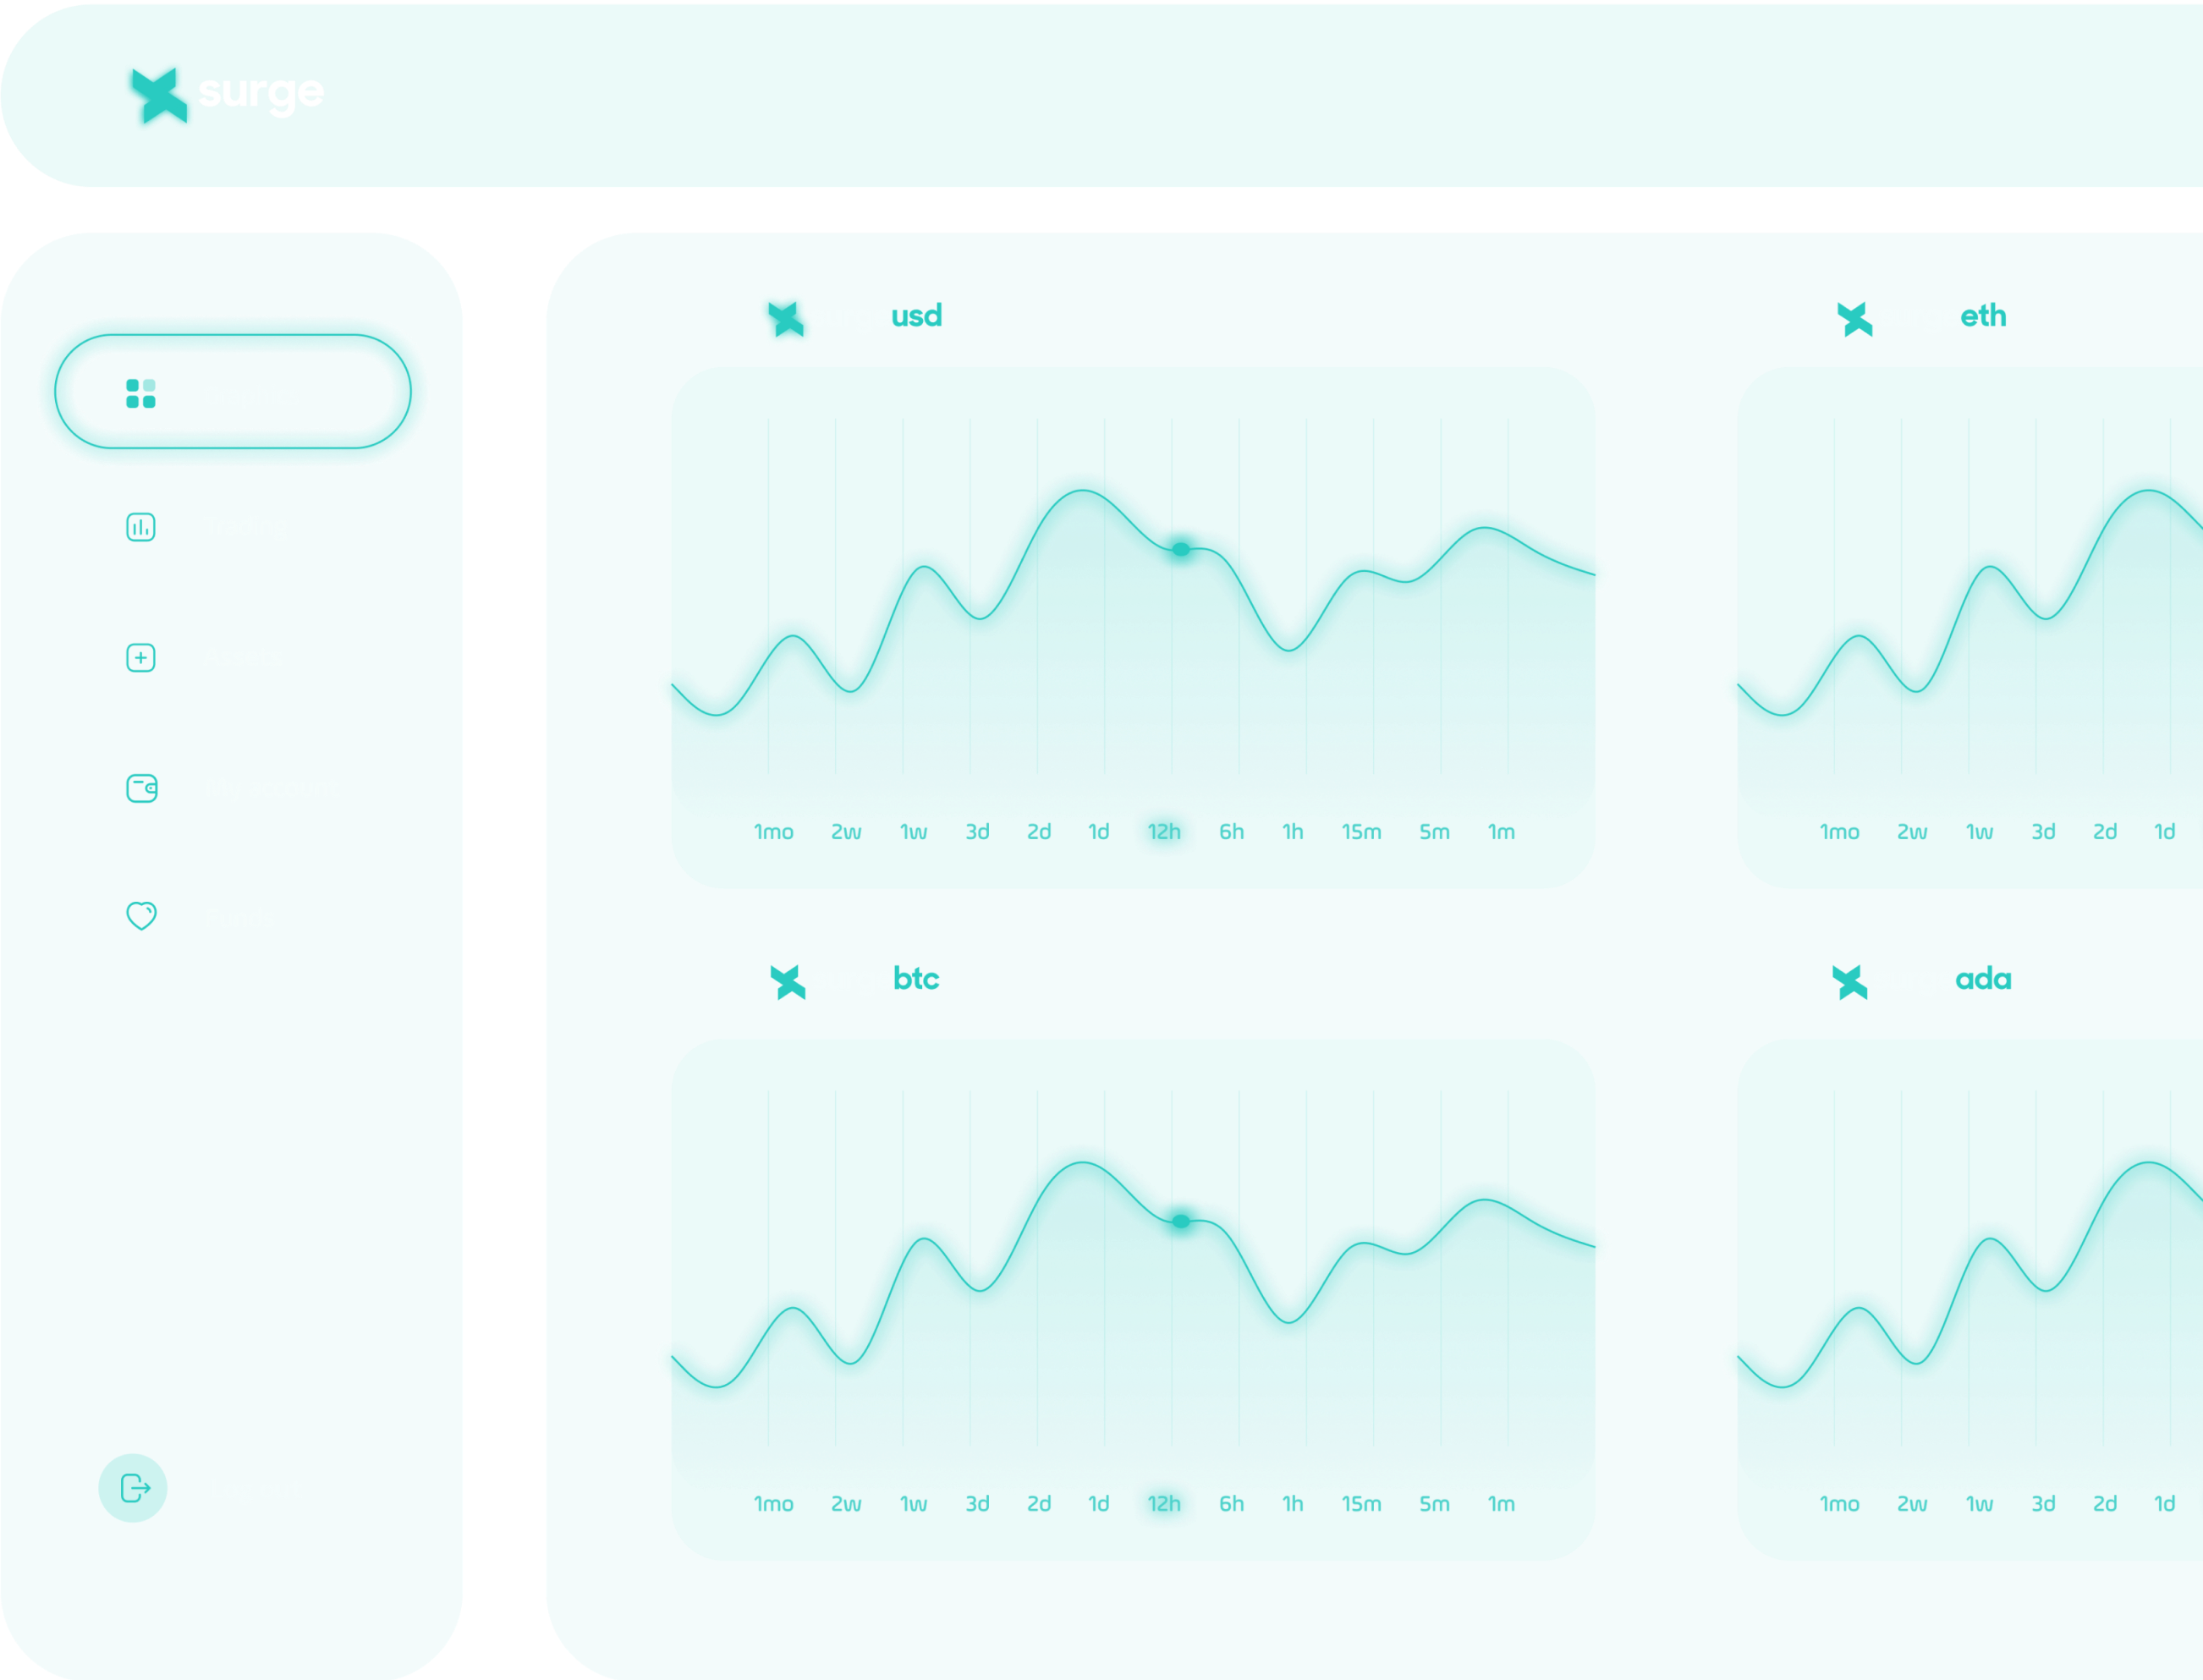 surge
usd
eth
1mo 2w 1w 3d 2d 1d 12h 6h 1h 15m 5m 1m
1mo 2w 1w 3d 2d 1d
btc
ada
1mo 2w 1w 3d 2d 1d 12h 6h 1h 15m 5m 1m
1mo 2w 1w 3d 2d 1d